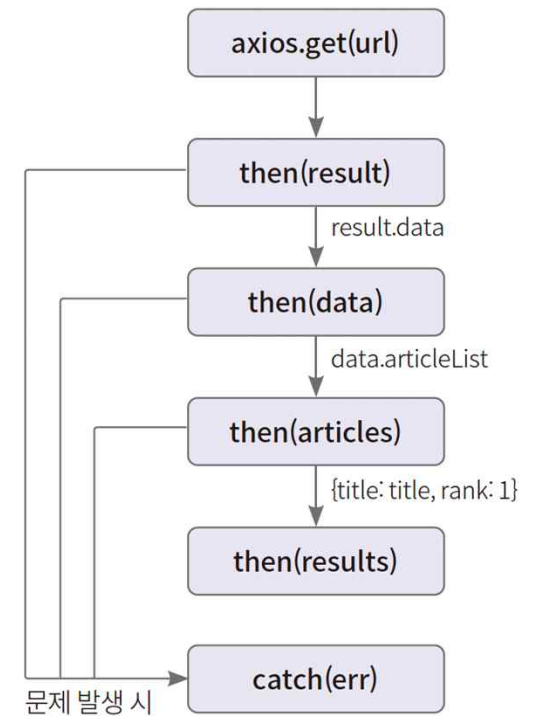 axios.get(url)
then(result)
result.data
then(data)
data.articleList
then(articles)
{title: title, rank: 1}
then(results)
catch(err)
문제 발생 시